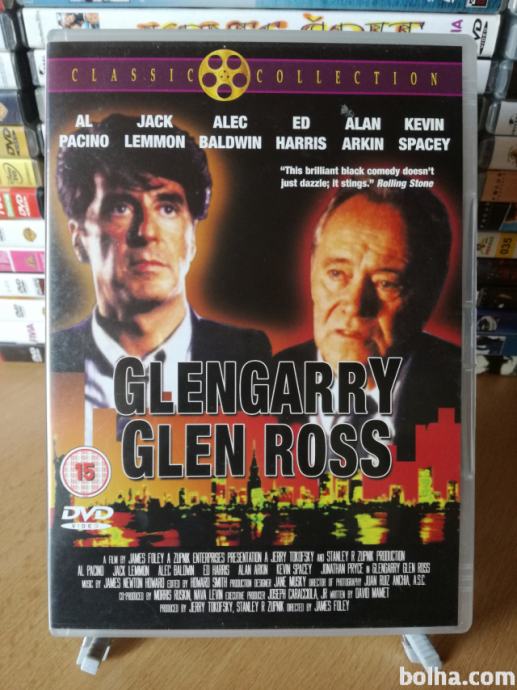 CLASSIC COLLECTION
AL PACINO
JACK LEMMON
ALEC BALDWIN
ED HARRIS
ALAN ARKIN
KEVIN SPACEY
"This brilliant black comedy doesn't
just dazzle; it stings." Rolling Stone
GLENGARRY
GLEN ROSS
15
DVD
VIDEO
A FILM BY JAMES FOLEY A ZUPNIK ENTERPRISES PRESENTATION A JERRY TOKOFSKY AND STANLEY R ZUPNIK PRODUCTION
AL PACINO JACK LEMMON ALEC BALDWIN ED HARRIS ALAN ARKIN KEVIN SPACEY JONATHAN PRYCE IN GLENGARRY GLEN ROSS
MUSIC BY JAMES NEWTON HOWARD EDITED BY HOWARD SMITH PRODUCTION DESIGNER JANE MUSKY DIRECTOR OF PHOTOGRAPHY JUAN RUIZ ANCHIA, A.S.C.
CO-PRODUCED BY MORRIS RUSKIN, NAVA LEVIN EXECUTIVE PRODUCER JOSEPH CARACCIOLA, JR WRITTEN BY DAVID MAMET
PRODUCED BY JERRY TOKOFSKY, STANLEY R ZUPNIK DIRECTED BY JAMES FOLEY
DVD
035
bolha.com